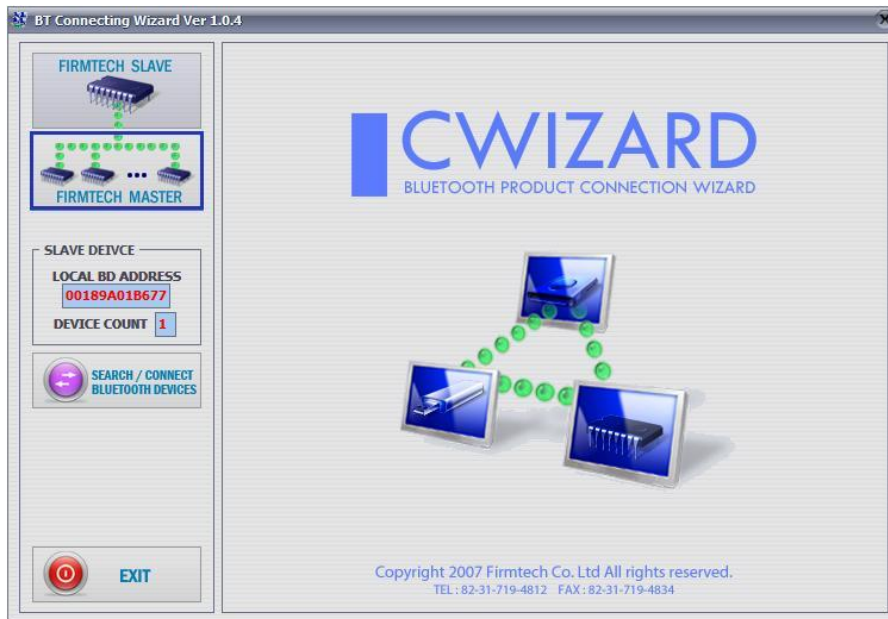 BT Connecting Wizard Ver 1.0.4
FIRMTECH SLAVE
FIRMTECH MASTER
SLAVE DEIVCE
LOCAL BD ADDRESS
00189A01B677
DEVICE COUNT 1
SEARCH / CONNECT
BLUETOOTH DEVICES
EXIT
CWIZARD
BLUETOOTH PRODUCT CONNECTION WIZARD
Copyright 2007 Firmtech Co. Ltd All rights reserved.
TEL : 82-31-719-4812 FAX : 82-31-719-4834